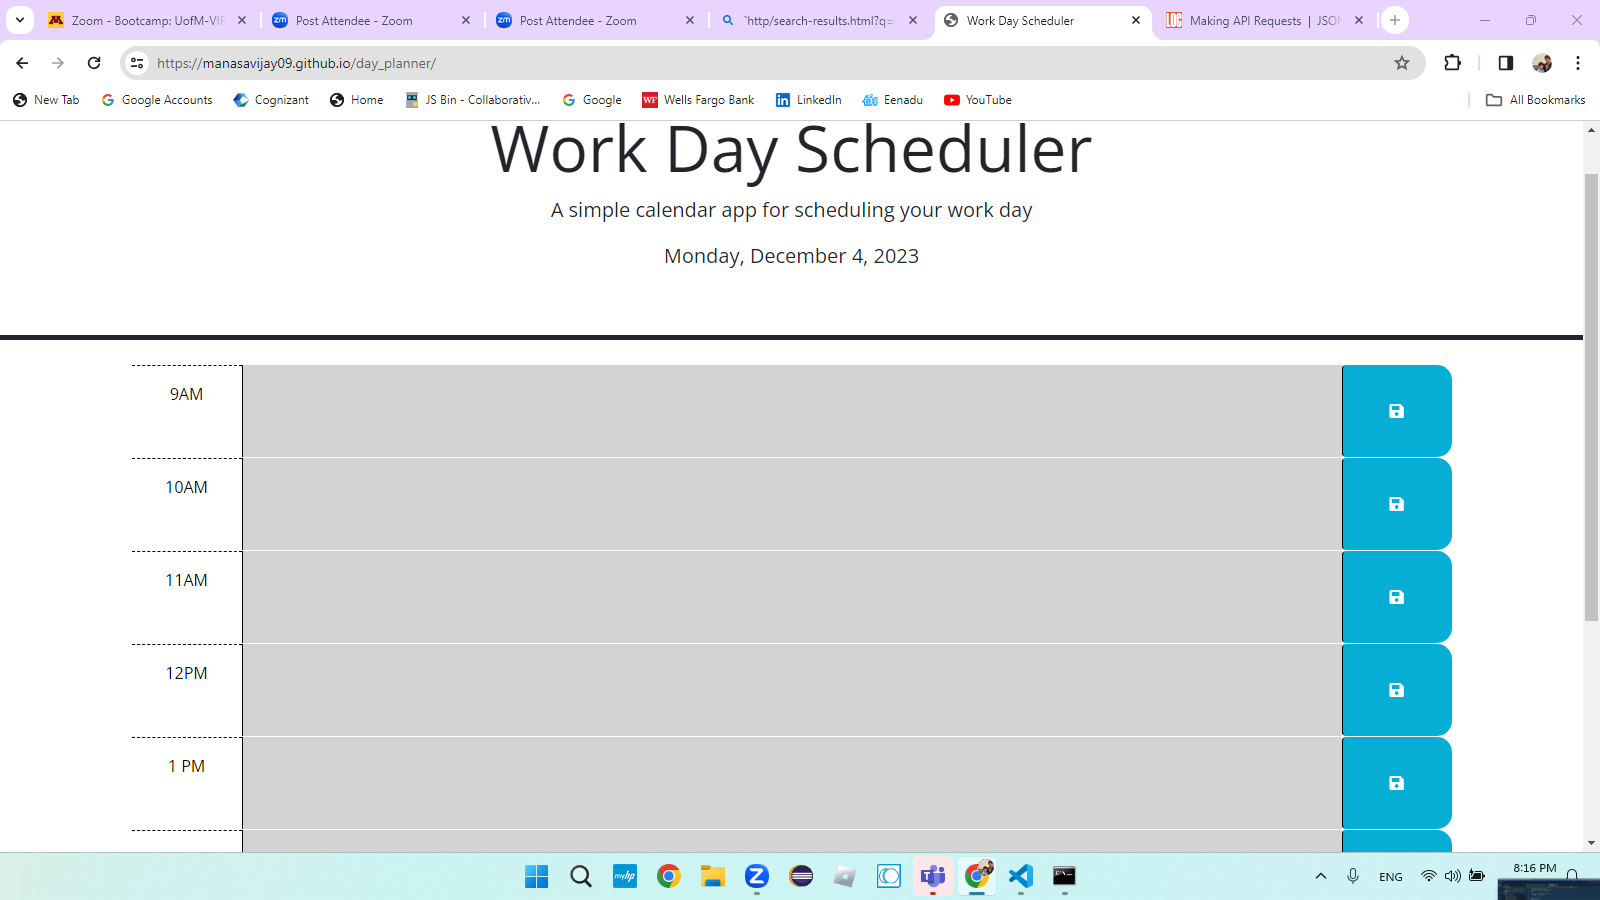 Zoom - Bootcamp: UofM-VIR
Post Attendee - Zoom
Post Attendee - Zoom
`http/search-results.html?q=
Work Day Scheduler
Making API Requests | JSON
https://manasavijay09.github.io/day_planner/
New Tab
Google Accounts
Cognizant
Home
JS Bin - Collaborativ...
Google
WF Wells Fargo Bank
LinkedIn
Eenadu
YouTube
All Bookmarks
Work Day Scheduler
A simple calendar app for scheduling your work day
Monday, December 4, 2023
9AM
10AM
11AM
12PM
1 PM
myhp
ENG
8:16 PM